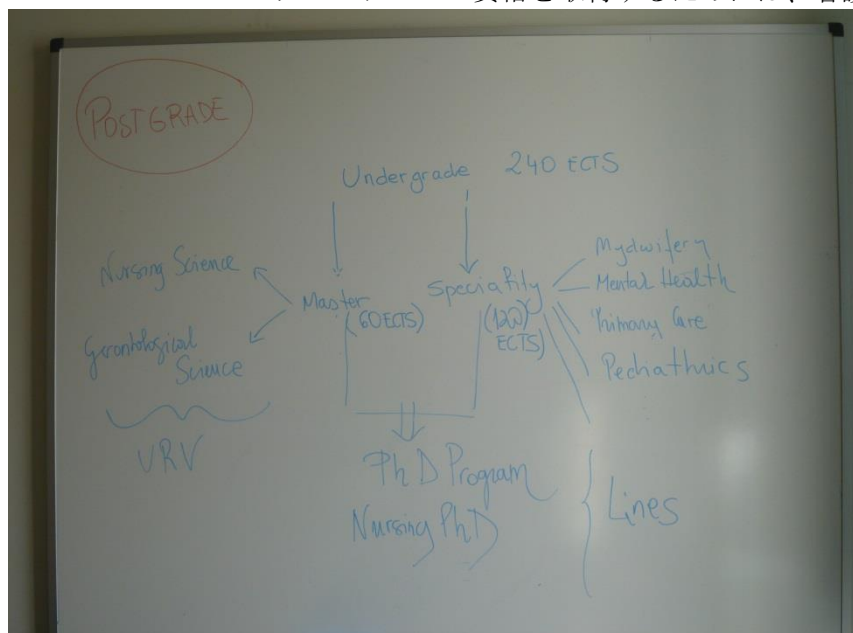 POSTGRADE
Undergrade 240 ECTS
Nursing Science
Gerontological Science
URV
Master
(60 ECTS)
Speciality
(120 ECTS)
Mydwifery
Mental Health
Primary Care
PhD Program
Nursing PhD
Lines